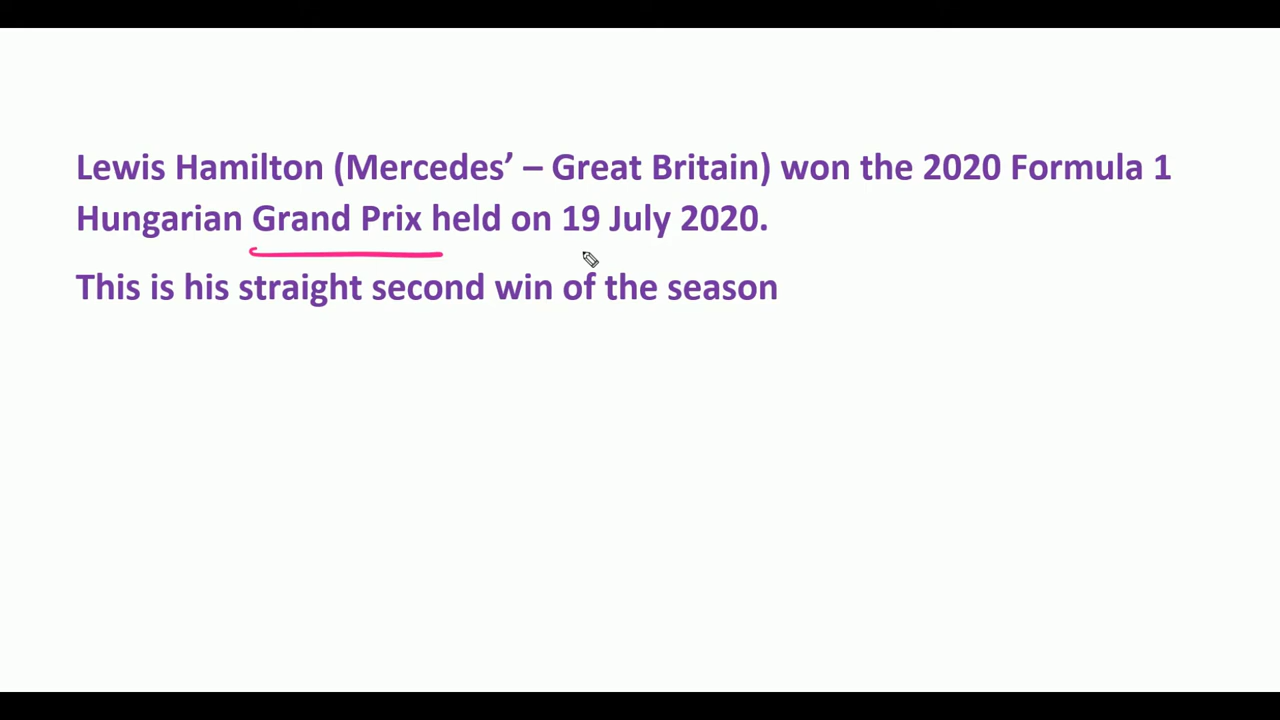 Lewis Hamilton (Mercedes’ – Great Britain) won the 2020 Formula 1
Hungarian Grand Prix held on 19 July 2020.
This is his straight second win of the season